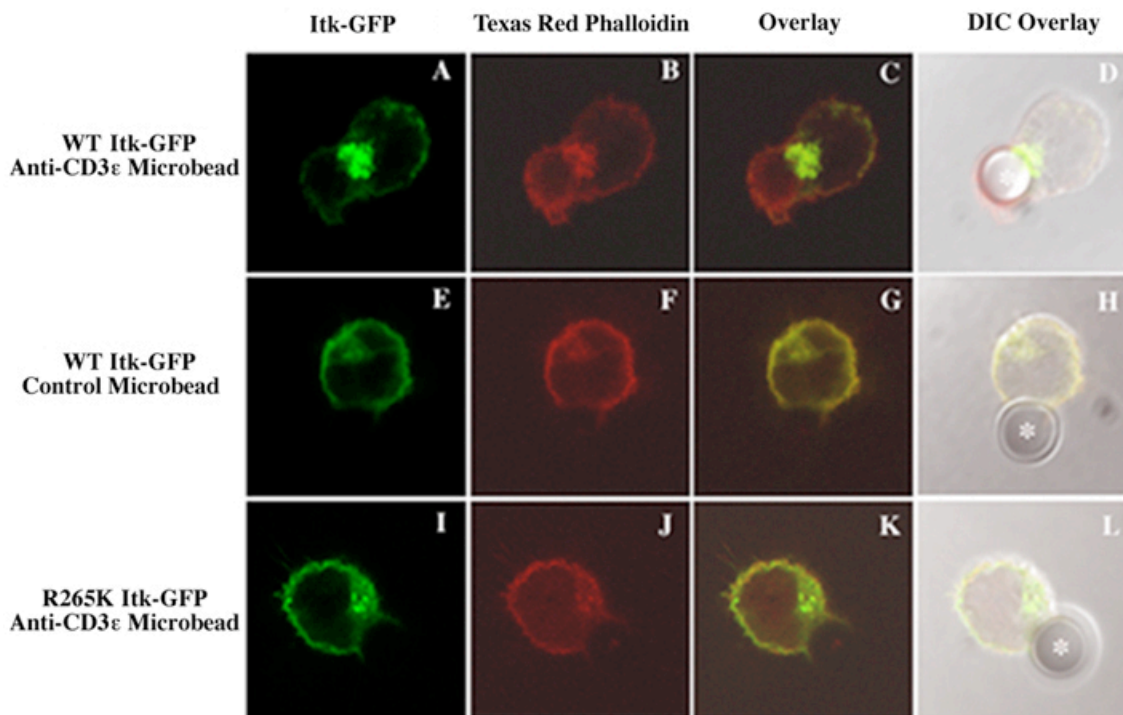 Itk-GFP Texas Red Phalloidin Overlay DIC Overlay
A B C D
WT Itk-GFP
Anti-CD3ε Microbead
*
E F G H
WT Itk-GFP
Control Microbead
*
I J K L
R265K Itk-GFP
Anti-CD3ε Microbead
*